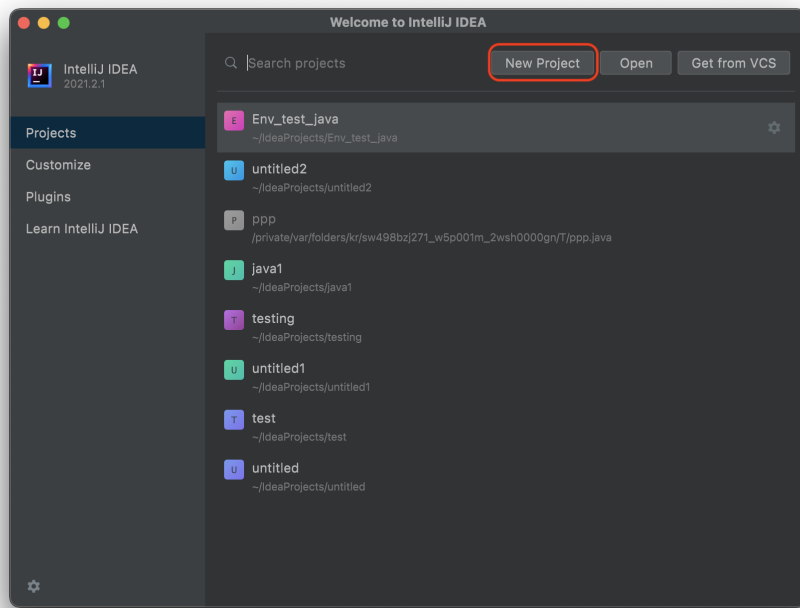 Welcome to IntelliJ IDEA
IJ
IntelliJ IDEA
2021.2.1
Search projects
New Project
Open
Get from VCS
Projects
Customize
Plugins
Learn IntelliJ IDEA
E
Env_test_java
~/IdeaProjects/Env_test_java
U
untitled2
~/IdeaProjects/untitled2
P
ppp
/private/var/folders/kr/sw498bzj271_w5p001m_2wsh0000gn/T/ppp.java
J
java1
~/IdeaProjects/java1
T
testing
~/IdeaProjects/testing
U
untitled1
~/IdeaProjects/untitled1
T
test
~/IdeaProjects/test
U
untitled
~/IdeaProjects/untitled